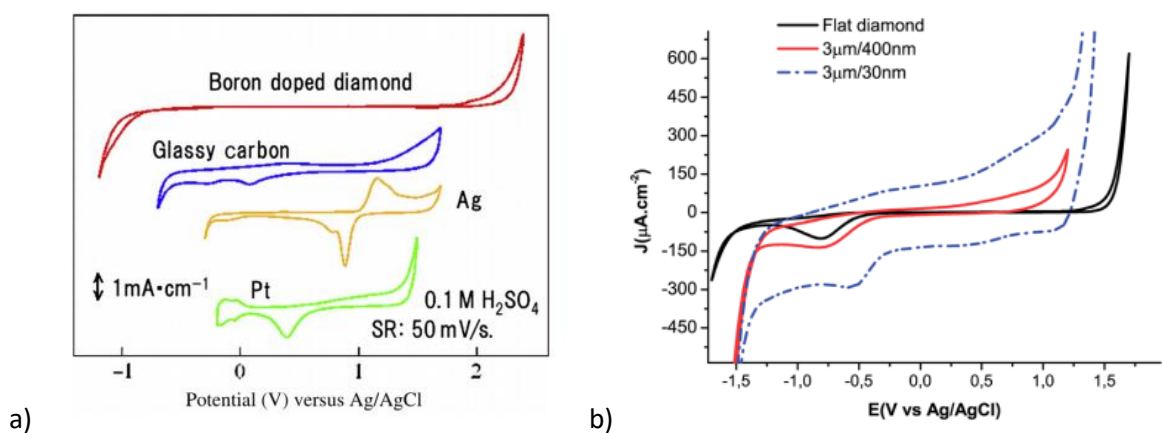 Boron doped diamond
Glassy carbon
Ag
1mA·cm⁻¹
Pt
0.1 M H₂SO₄
SR: 50 mV/s.
−1 0 1 2
Potential (V) versus Ag/AgCl
a)
Flat diamond
3μm/400nm
3μm/30nm
600
450
300
150
0
-150
-300
-450
J(μA.cm⁻²)
-1,5 -1,0 -0,5 0,0 0,5 1,0 1,5
E(V vs Ag/AgCl)
b)